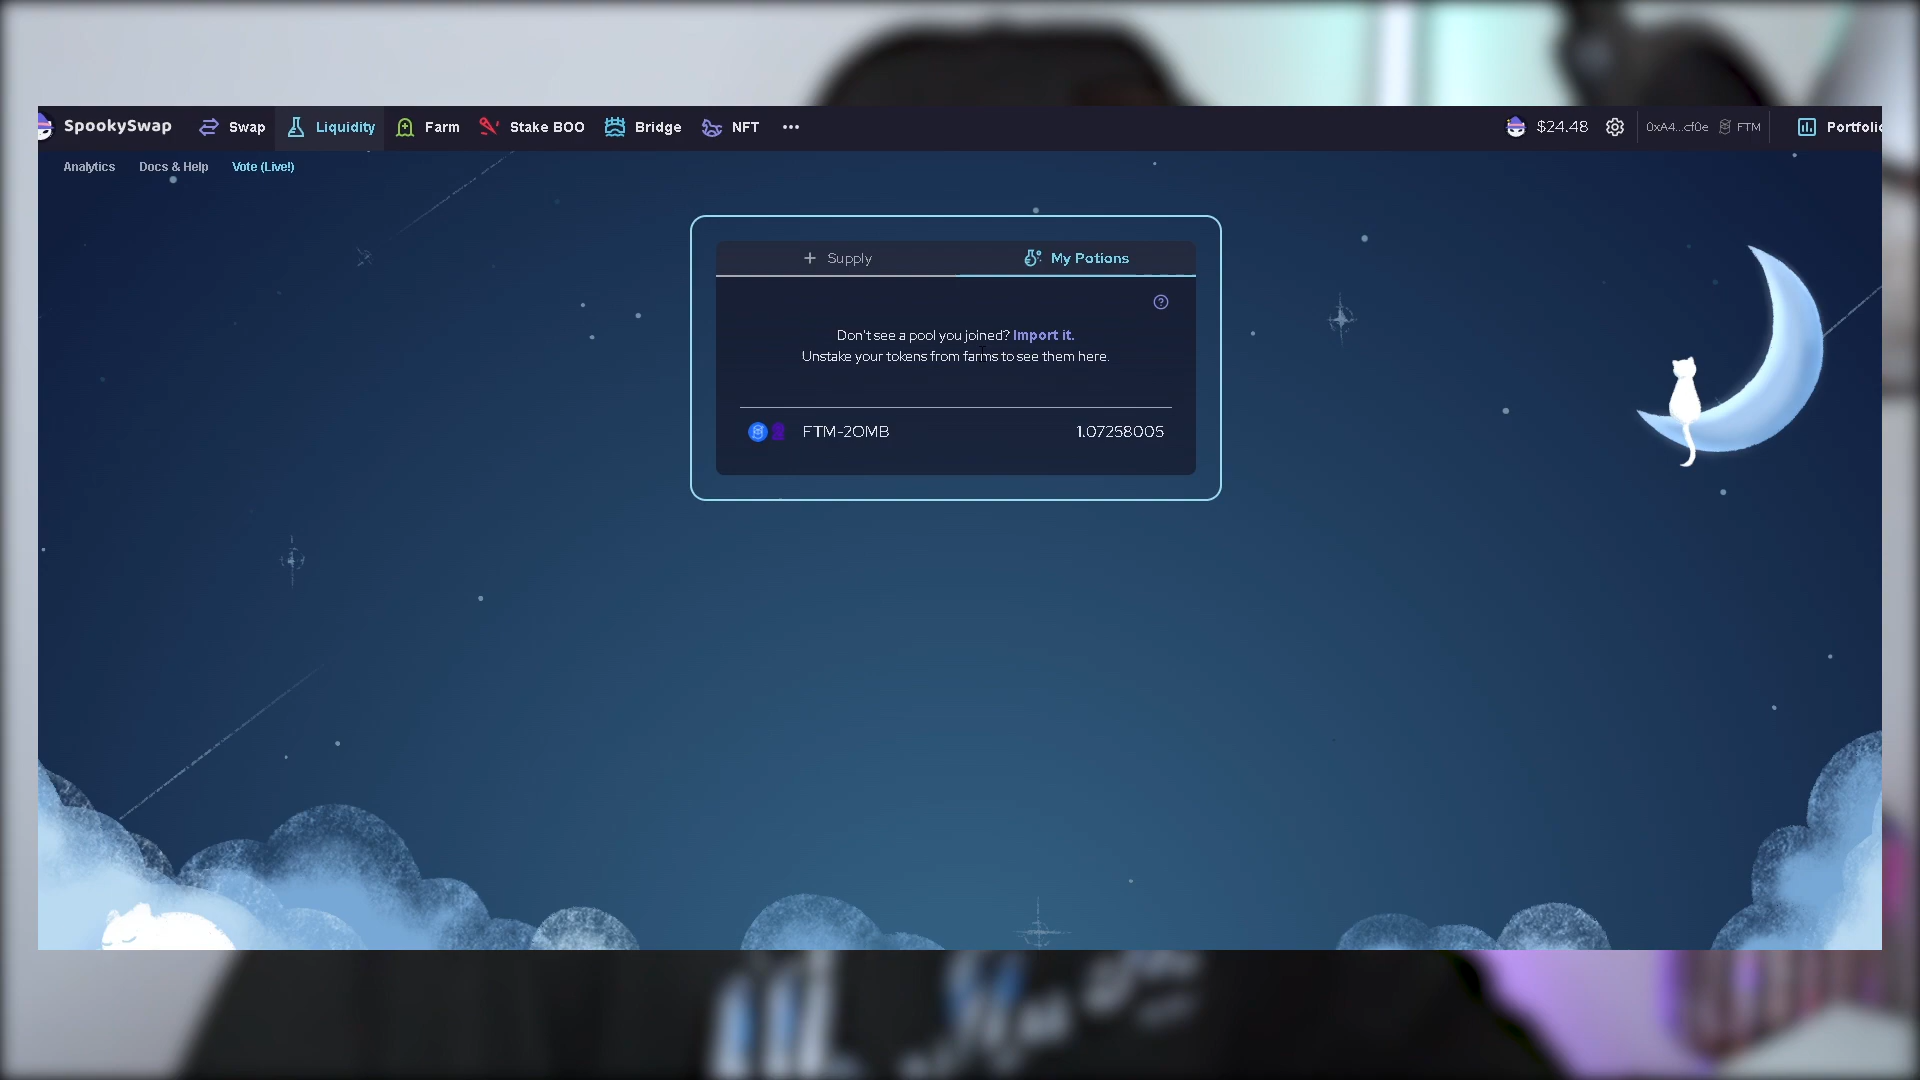 SpookySwap Swap Liquidity Farm Stake BOO Bridge NFT ••• $24.48 0xA4...cf0e FTM Portfolio
Analytics Docs & Help Vote (Live!)
+ Supply My Potions
Don't see a pool you joined? Import it.
Unstake your tokens from farms to see them here.
FTM-2OMB 1.07258005